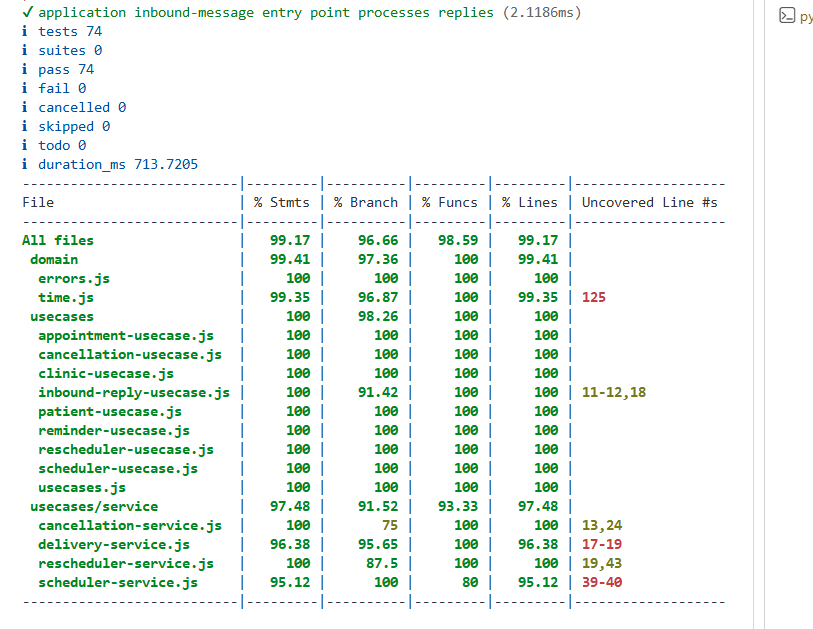 ✓ application inbound-message entry point processes replies (2.1186ms)
ℹ tests 74
ℹ suites 0
ℹ pass 74
ℹ fail 0
ℹ cancelled 0
ℹ skipped 0
ℹ todo 0
ℹ duration_ms 713.7205
---------------------------|---------|----------|---------|---------|-------------------
File | % Stmts | % Branch | % Funcs | % Lines | Uncovered Line #s
---------------------------|---------|----------|---------|---------|-------------------
All files | 99.17 | 96.66 | 98.59 | 99.17 |
domain | 99.41 | 97.36 | 100 | 99.41 |
errors.js | 100 | 100 | 100 | 100 |
time.js | 99.35 | 96.87 | 100 | 99.35 | 125
usecases | 100 | 98.26 | 100 | 100 |
appointment-usecase.js | 100 | 100 | 100 | 100 |
cancellation-usecase.js | 100 | 100 | 100 | 100 |
clinic-usecase.js | 100 | 100 | 100 | 100 |
inbound-reply-usecase.js | 100 | 91.42 | 100 | 100 | 11-12,18
patient-usecase.js | 100 | 100 | 100 | 100 |
reminder-usecase.js | 100 | 100 | 100 | 100 |
rescheduler-usecase.js | 100 | 100 | 100 | 100 |
scheduler-usecase.js | 100 | 100 | 100 | 100 |
usecases.js | 100 | 100 | 100 | 100 |
usecases/service | 97.48 | 91.52 | 93.33 | 97.48 |
cancellation-service.js | 100 | 75 | 100 | 100 | 13,24
delivery-service.js | 96.38 | 95.65 | 100 | 96.38 | 17-19
rescheduler-service.js | 100 | 87.5 | 100 | 100 | 19,43
scheduler-service.js | 95.12 | 100 | 80 | 95.12 | 39-40
---------------------------|---------|----------|---------|---------|-------------------
py